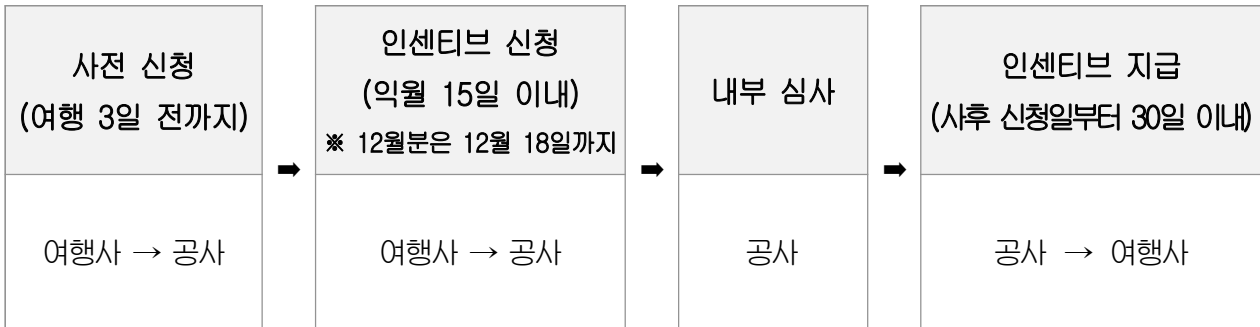 사전 신청
(여행 3일 전까지)
➡
여행사 → 공사
인센티브 신청
(익월 15일 이내)
※ 12월분은 12월 18일까지
➡
여행사 → 공사
내부 심사
➡
공사
인센티브 지급
(사후 신청일부터 30일 이내)
공사 → 여행사